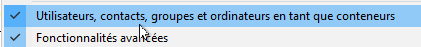 Utilisateurs, contacts, groupes et ordinateurs en tant que conteneurs
Fonctionnalités avancées